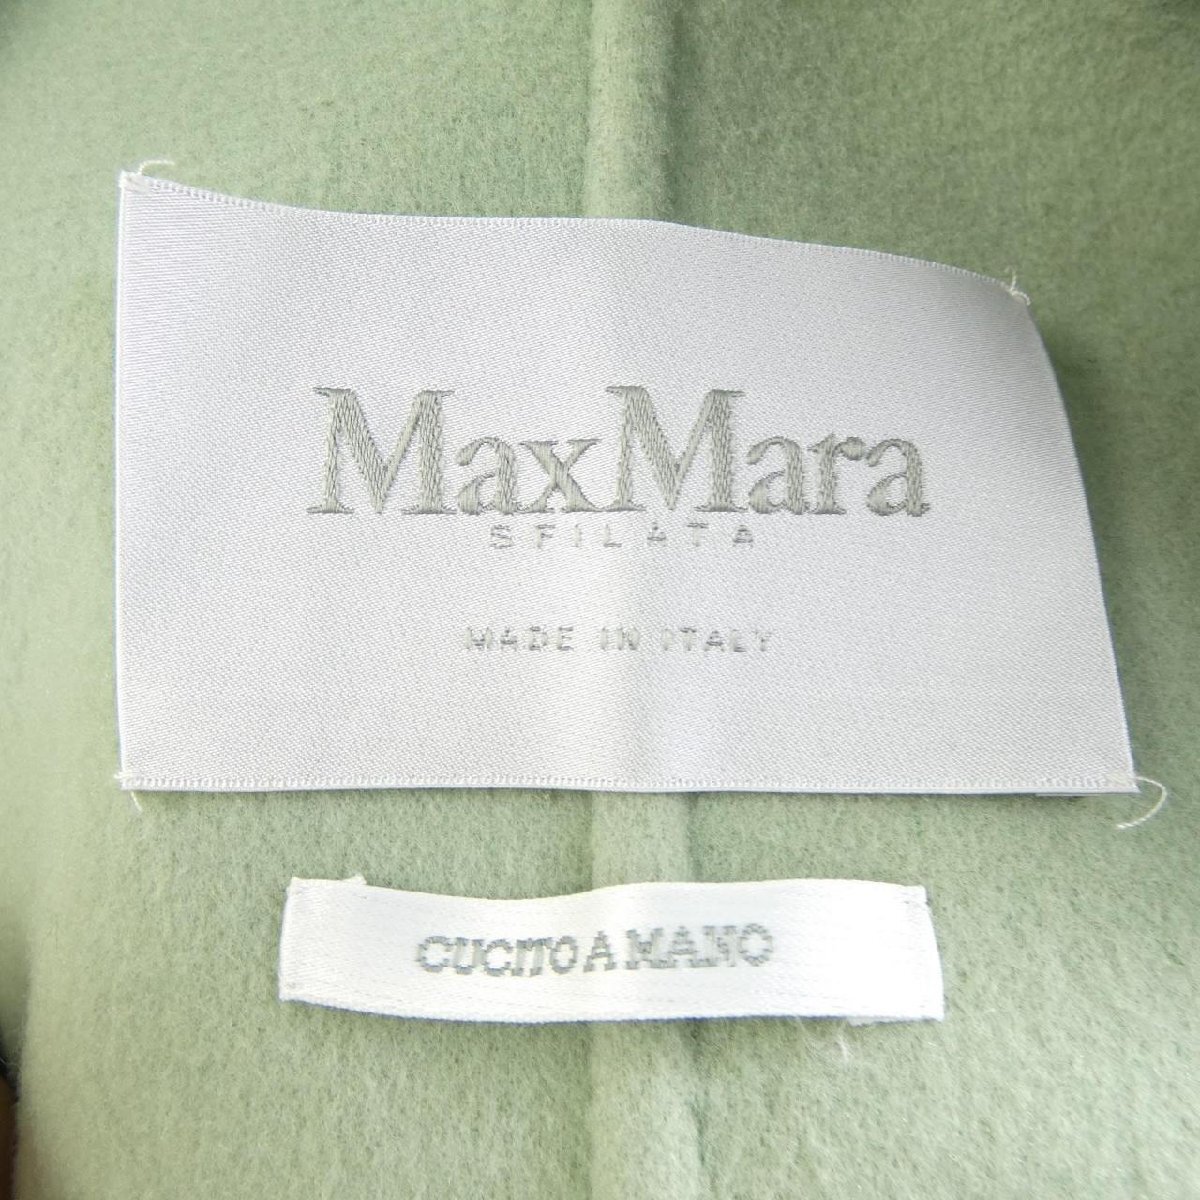 MaxMara
SFILATA
MADE IN ITALY
CUCITO A MANO